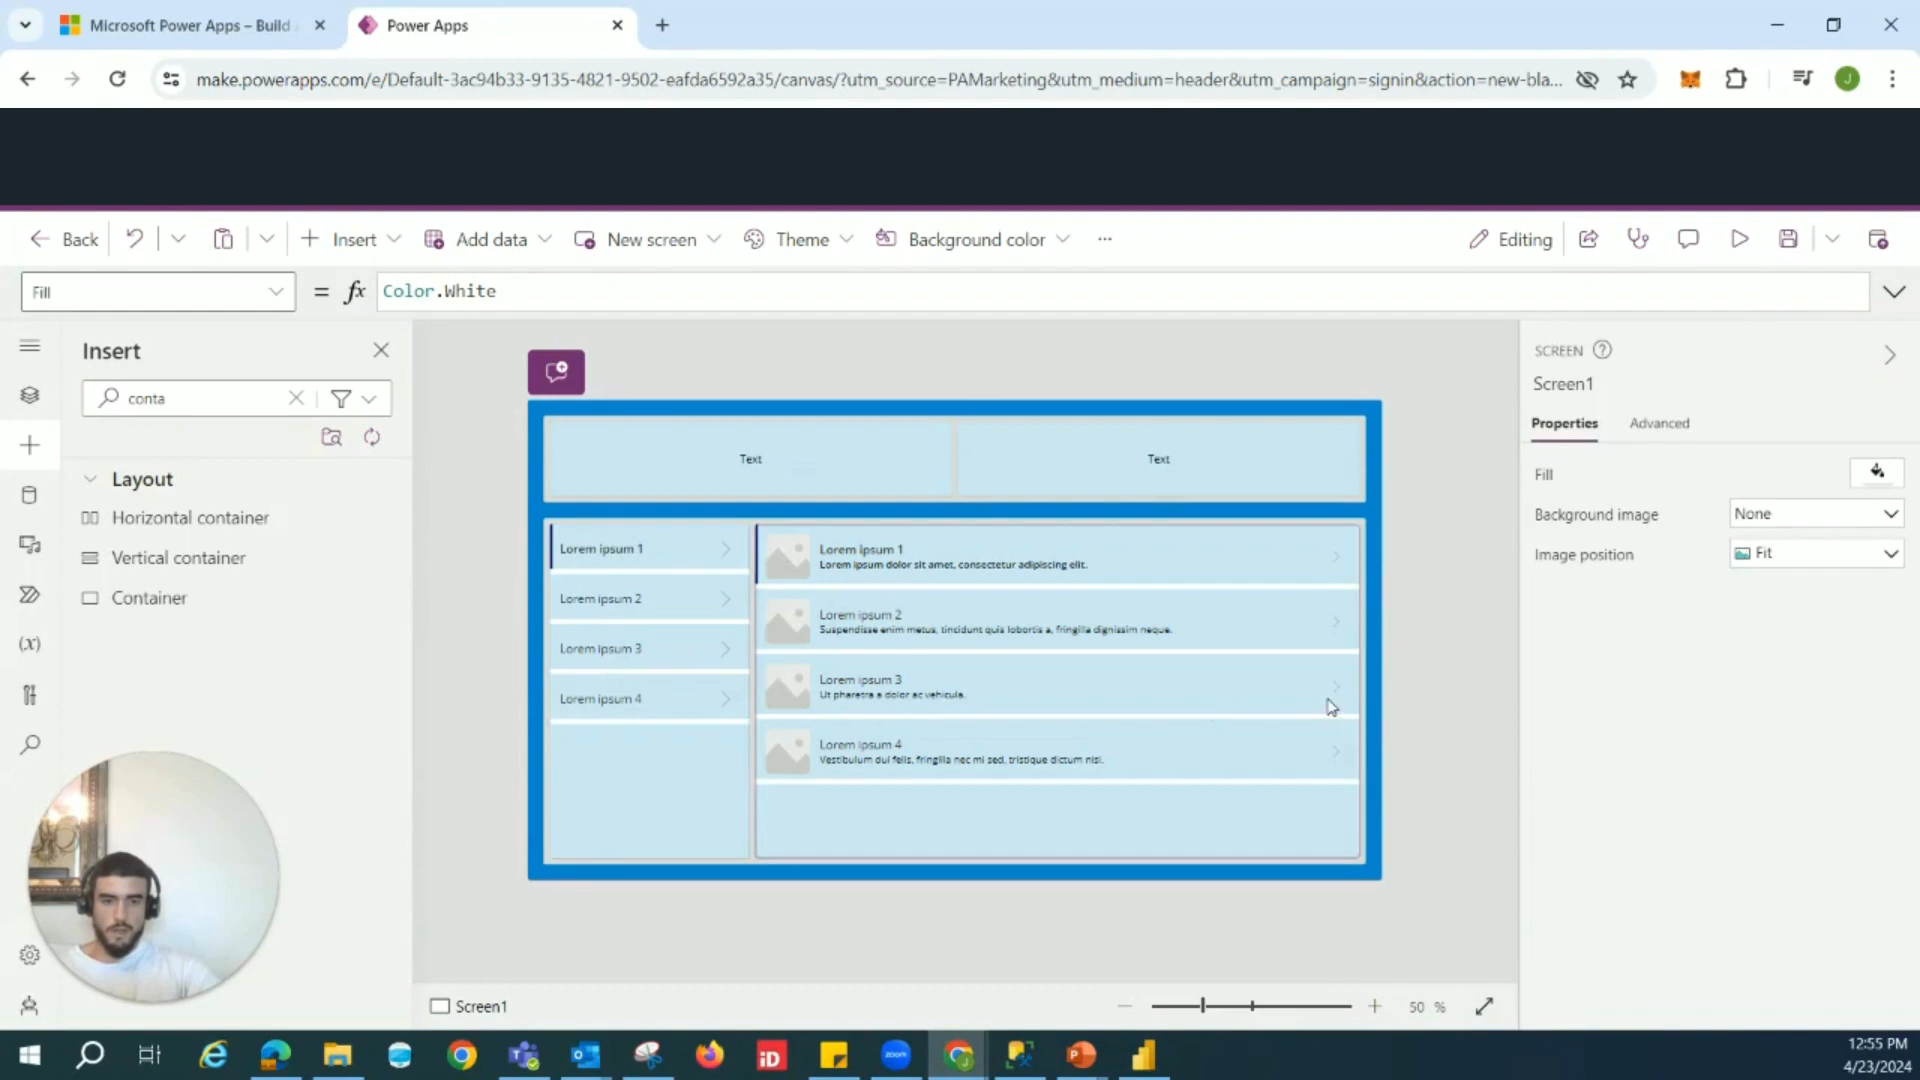 Microsoft Power Apps – Build
Power Apps
make.powerapps.com/e/Default-3ac94b33-9135-4821-9502-eafda6592a35/canvas/?utm_source=PAMarketing&utm_medium=header&utm_campaign=signin&action=new-bla...
J
Back
Insert
Add data
New screen
Theme
Background color
...
Editing
Fill
= fx
Color.White
Insert
conta
Layout
Horizontal container
Vertical container
Container
Text
Text
Lorem ipsum 1
Lorem ipsum 2
Lorem ipsum 3
Lorem ipsum 4
Lorem ipsum 1
Lorem ipsum dolor sit amet, consectetur adipiscing elit.
Lorem ipsum 2
Suspendisse enim metus, tincidunt quis lobortis a, fringilla dignissim neque.
Lorem ipsum 3
Ut pharetra a dolor ac vehicula.
Lorem ipsum 4
Vestibulum dui felis, fringilla nec mi sed, tristique dictum nisi.
SCREEN
Screen1
Properties
Advanced
Fill
Background image
None
Image position
Fit
(x)
Screen1
50 %
iD
zoom
12:55 PM
4/23/2024